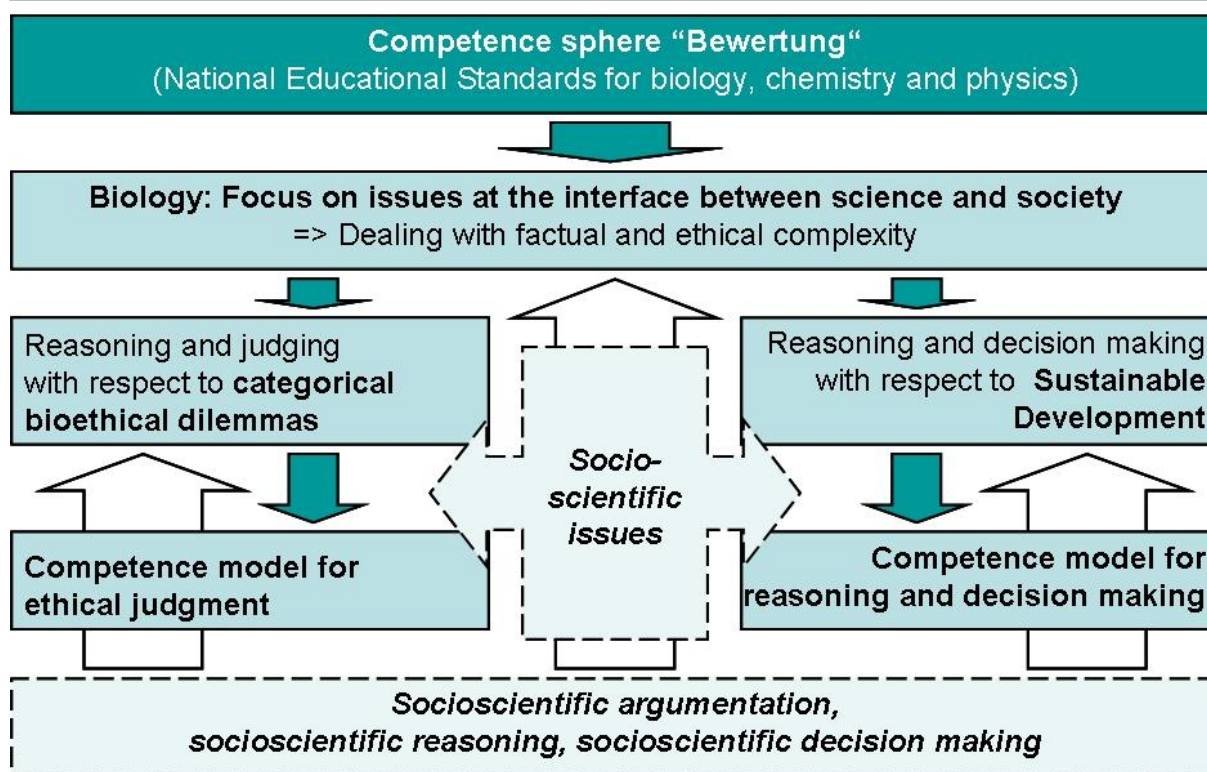 Competence sphere “Bewertung“
(National Educational Standards for biology, chemistry and physics)
Biology: Focus on issues at the interface between science and society
=> Dealing with factual and ethical complexity
Reasoning and judging
with respect to categorical
bioethical dilemmas
Reasoning and decision making
with respect to Sustainable
Development
Socio-
scientific
issues
Competence model for
ethical judgment
Competence model for
reasoning and decision making
Socioscientific argumentation,
socioscientific reasoning, socioscientific decision making